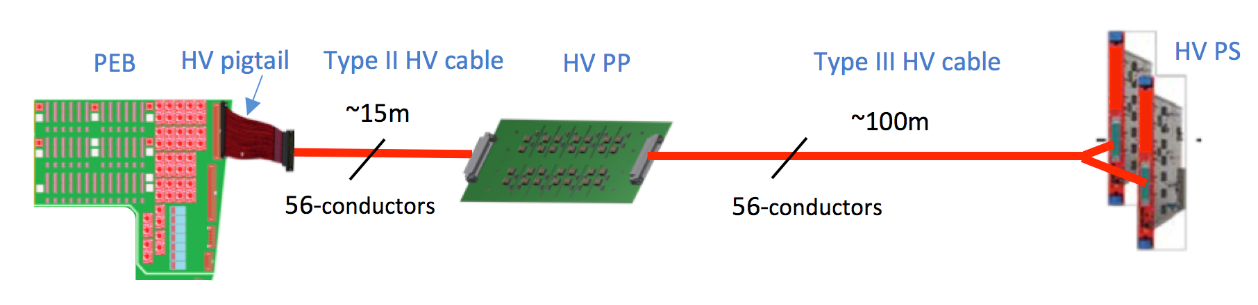 PEB
HV pigtail
Type II HV cable
HV PP
Type III HV cable
HV PS
~15m
~100m
56-conductors
56-conductors